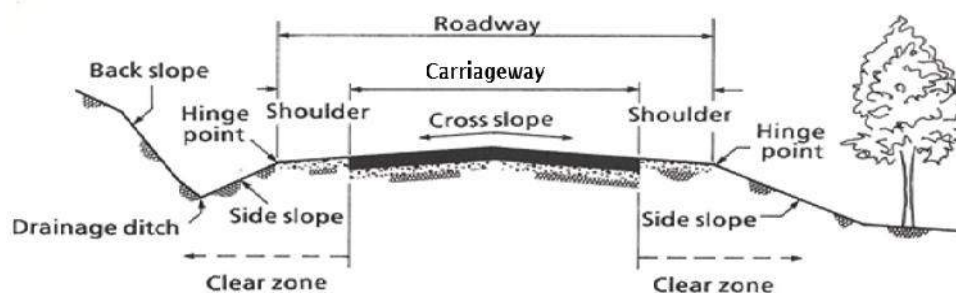 Roadway
Back slope
Carriageway
Hinge
point
Shoulder
Cross slope
Shoulder
Hinge
point
Drainage ditch
Side slope
Side slope
Clear zone
Clear zone